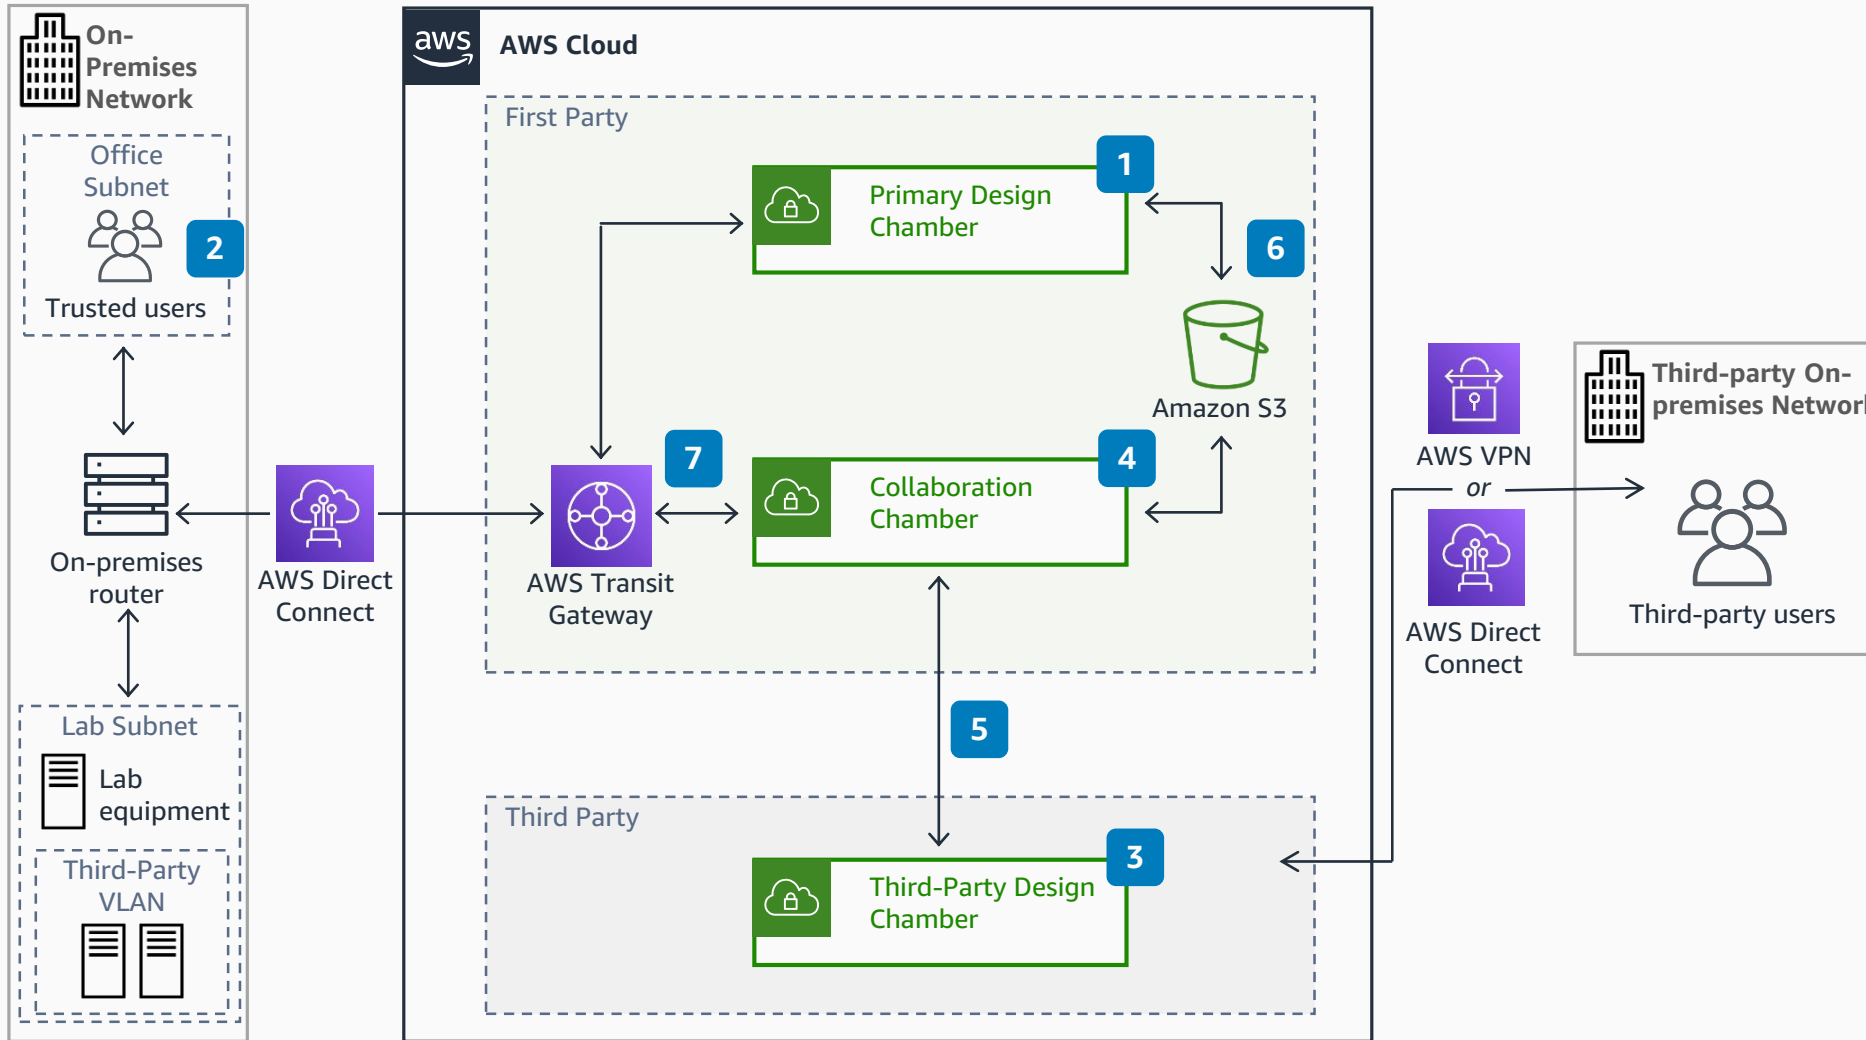 On-
Premises
Network
Office
Subnet
2
Trusted users
On-premises
router
Lab Subnet
Lab
equipment
Third-Party
VLAN
AWS Direct
Connect
aws
AWS Cloud
First Party
1
Primary Design
Chamber
6
Amazon S3
7
4
Collaboration
Chamber
AWS Transit
Gateway
5
Third Party
3
Third-Party Design
Chamber
AWS VPN
or
AWS Direct
Connect
Third-party On-
premises Network
Third-party users